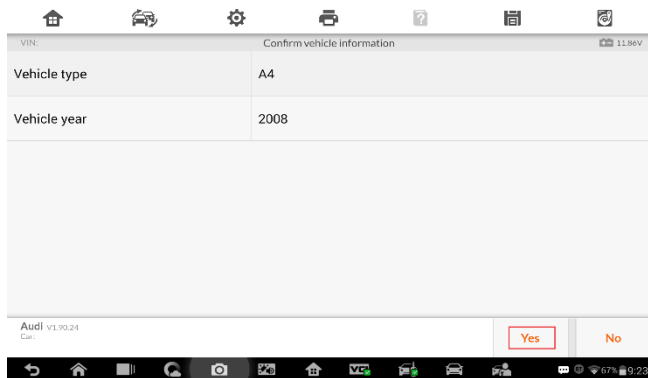 VIN: Confirm vehicle information 11.86V
Vehicle type A4
Vehicle year 2008
Audi V1.90.24
Car:
Yes No
67% 9:23